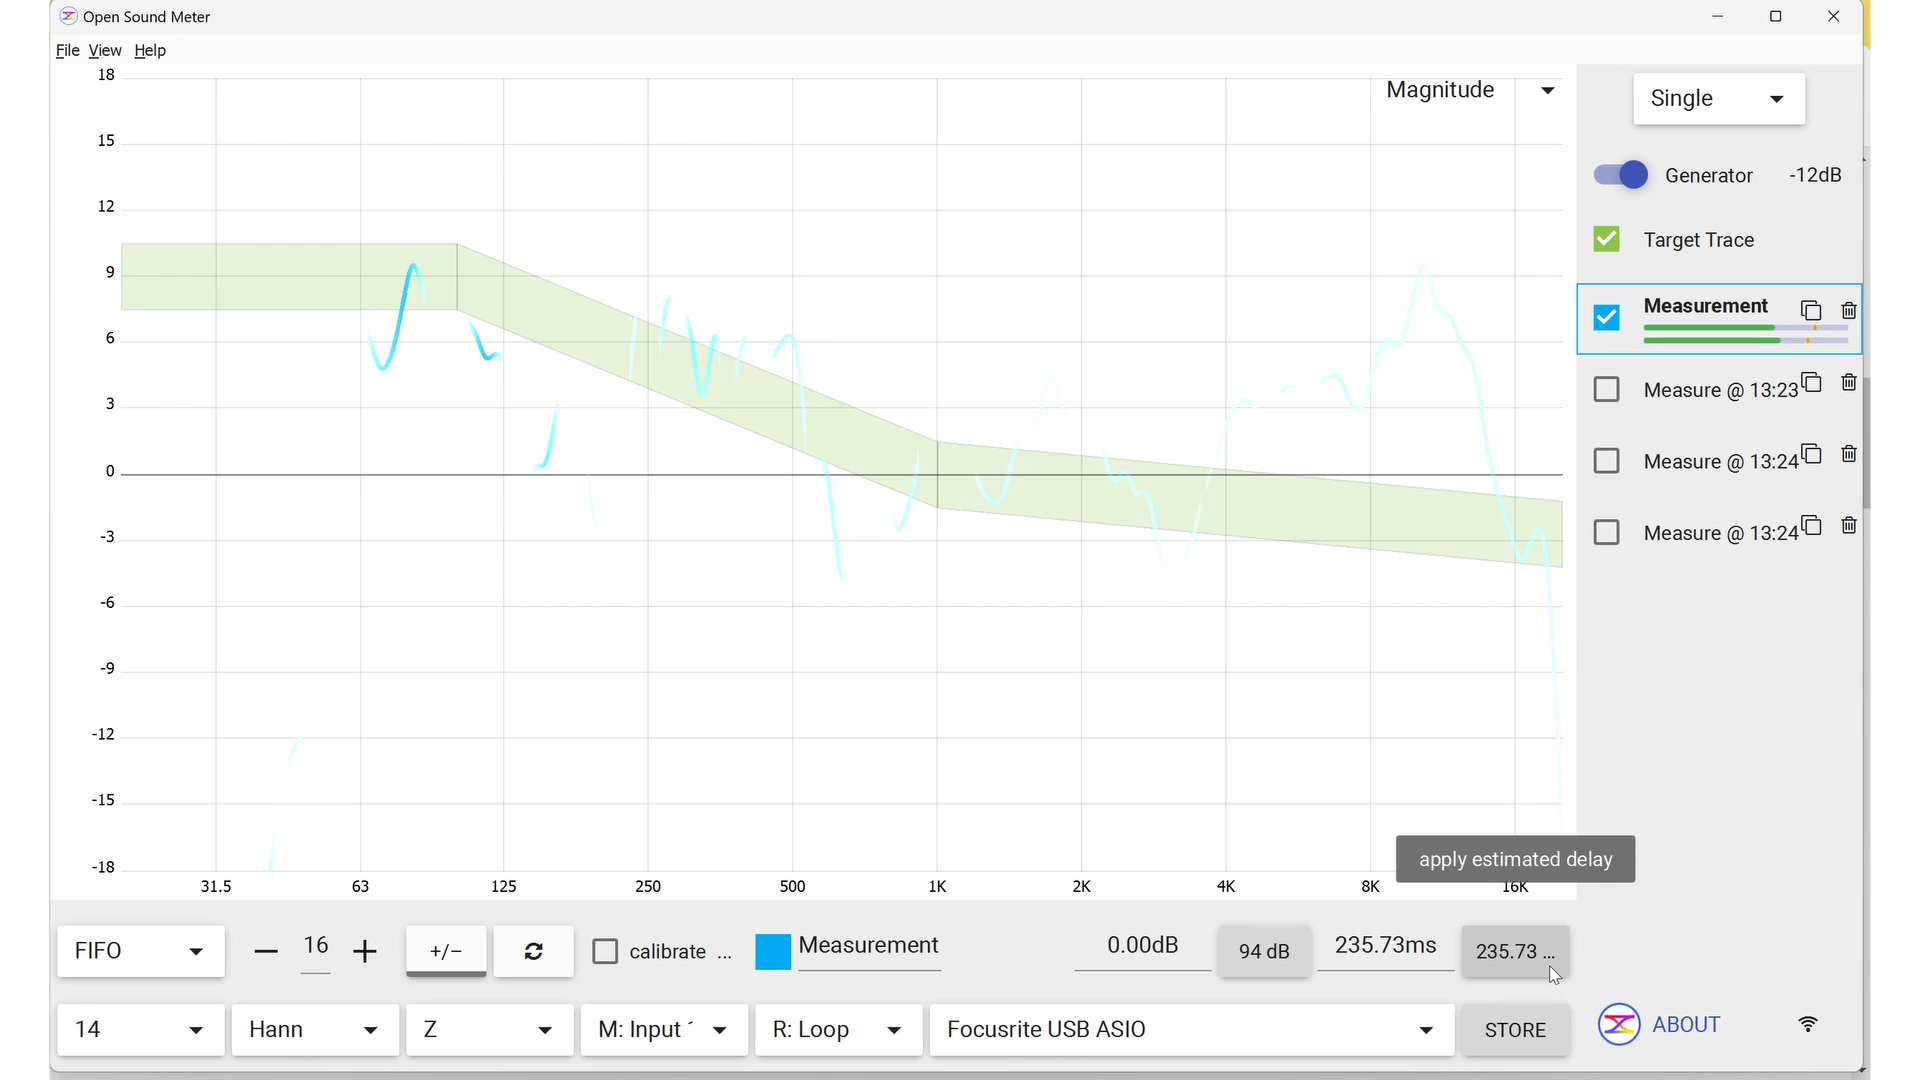 Open Sound Meter
File View Help
Magnitude
Single
18
15
12
9
6
3
0
-3
-6
-9
-12
-15
-18
31.5 63 125 250 500 1K 2K 4K 8K 16K
Generator -12dB
Target Trace
Measurement
Measure @ 13:23
Measure @ 13:24
Measure @ 13:24
apply estimated delay
FIFO 16 +/− calibrate ... Measurement 0.00dB 94 dB 235.73ms 235.73 ...
14 Hann Z M: Input R: Loop Focusrite USB ASIO STORE
ABOUT